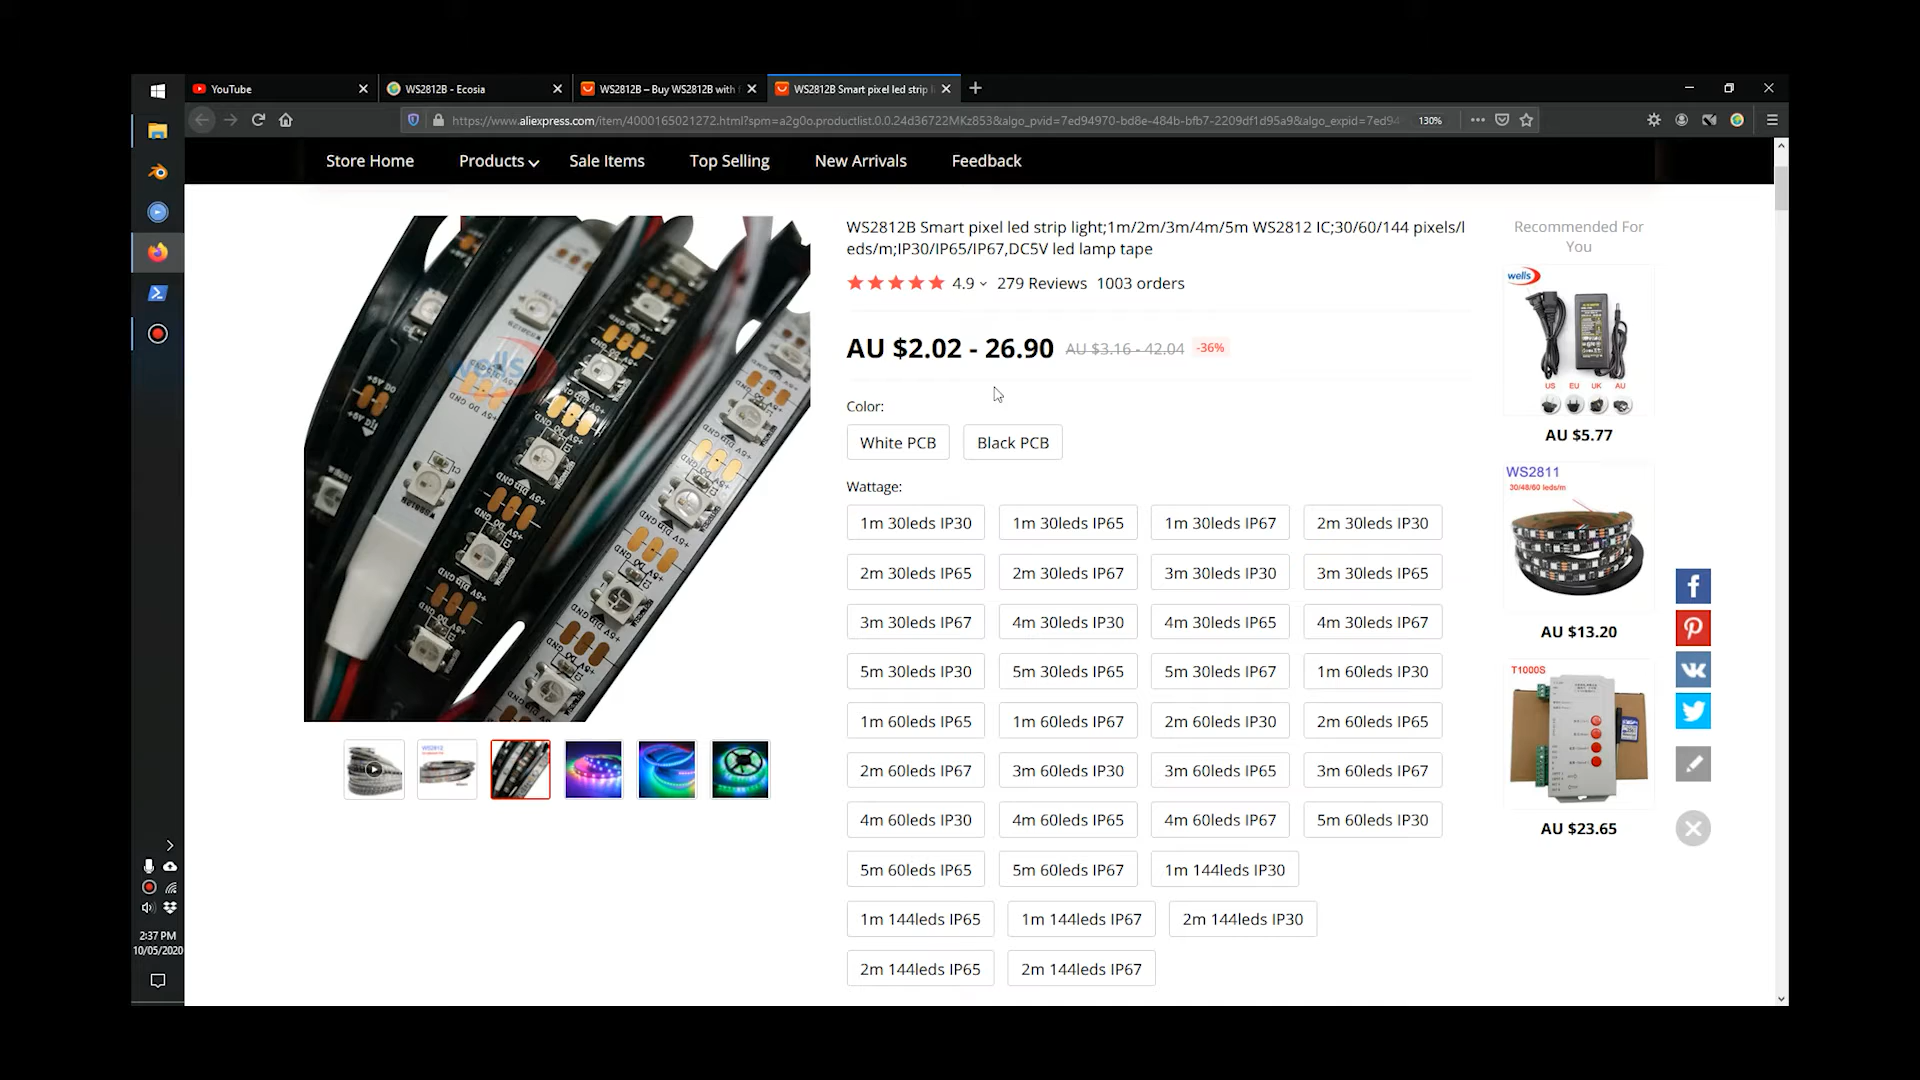 YouTube
WS2812B - Ecosia
WS2812B – Buy WS2812B with f
WS2812B Smart pixel led strip l
https://www.aliexpress.com/item/4000165021272.html?spm=a2g0o.productlist.0.0.24d36722MKz853&algo_pvid=7ed94970-bd8e-484b-bfb7-2209df1d95a9&algo_expid=7ed94
130%
Store Home
Products
Sale Items
Top Selling
New Arrivals
Feedback
WS2812B Smart pixel led strip light;1m/2m/3m/4m/5m WS2812 IC;30/60/144 pixels/l
eds/m;IP30/IP65/IP67,DC5V led lamp tape
4.9
279 Reviews
1003 orders
AU $2.02 - 26.90
AU $3.16 - 42.04
-36%
Color:
White PCB
Black PCB
Wattage:
1m 30leds IP30
1m 30leds IP65
1m 30leds IP67
2m 30leds IP30
2m 30leds IP65
2m 30leds IP67
3m 30leds IP30
3m 30leds IP65
3m 30leds IP67
4m 30leds IP30
4m 30leds IP65
4m 30leds IP67
5m 30leds IP30
5m 30leds IP65
5m 30leds IP67
1m 60leds IP30
1m 60leds IP65
1m 60leds IP67
2m 60leds IP30
2m 60leds IP65
2m 60leds IP67
3m 60leds IP30
3m 60leds IP65
3m 60leds IP67
4m 60leds IP30
4m 60leds IP65
4m 60leds IP67
5m 60leds IP30
5m 60leds IP65
5m 60leds IP67
1m 144leds IP30
1m 144leds IP65
1m 144leds IP67
2m 144leds IP30
2m 144leds IP65
2m 144leds IP67
Recommended For
You
wells
US EU UK AU
AU $5.77
WS2811
30/48/60 leds/m
AU $13.20
T1000S
AU $23.65
wells
+5V
DO
GND
Din
WS2812
2:37 PM
10/05/2020